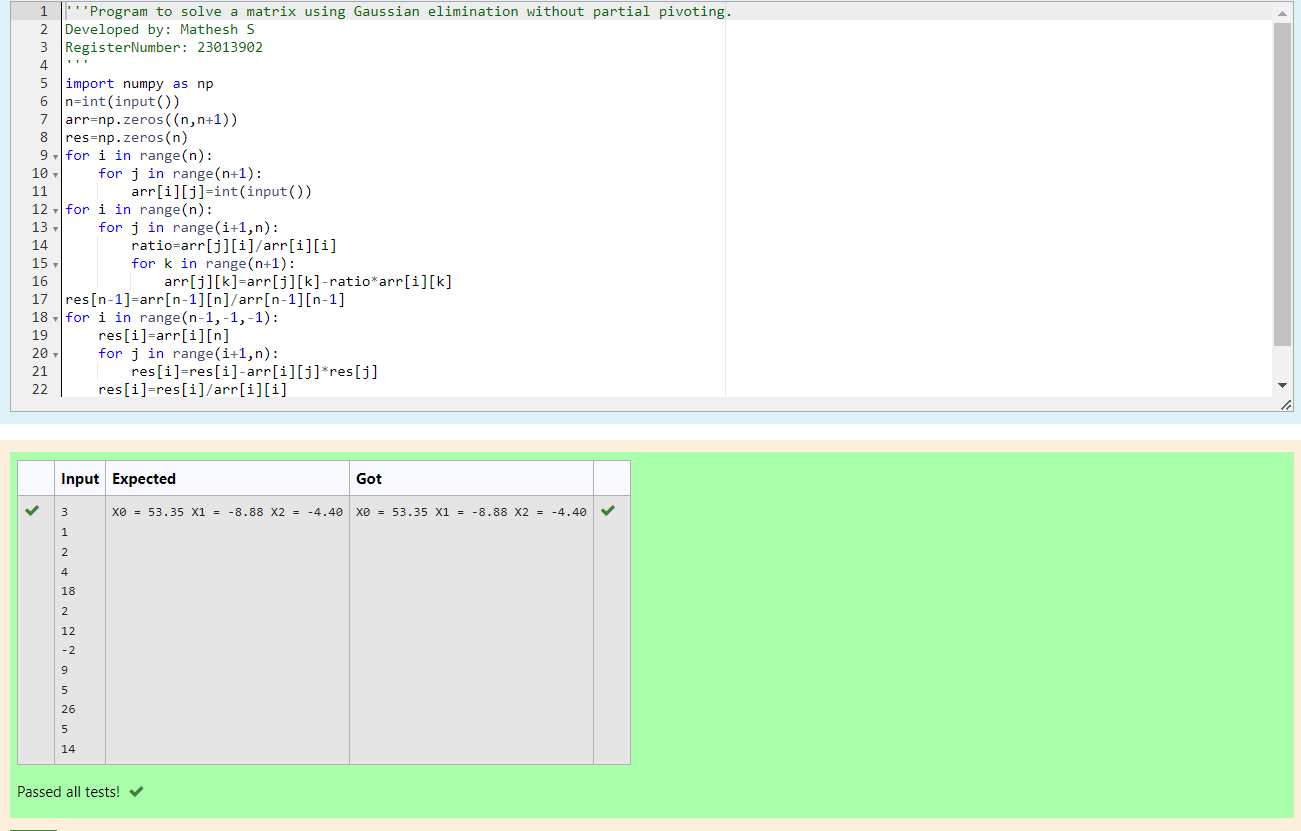 1 '''Program to solve a matrix using Gaussian elimination without partial pivoting.
2 Developed by: Mathesh S
3 RegisterNumber: 23013902
4 '''
5 import numpy as np
6 n=int(input())
7 arr=np.zeros((n,n+1))
8 res=np.zeros(n)
9 for i in range(n):
10     for j in range(n+1):
11         arr[i][j]=int(input())
12 for i in range(n):
13     for j in range(i+1,n):
14         ratio=arr[j][i]/arr[i][i]
15         for k in range(n+1):
16             arr[j][k]=arr[j][k]-ratio*arr[i][k]
17 res[n-1]=arr[n-1][n]/arr[n-1][n-1]
18 for i in range(n-1,-1,-1):
19     res[i]=arr[i][n]
20     for j in range(i+1,n):
21         res[i]=res[i]-arr[i][j]*res[j]
22     res[i]=res[i]/arr[i][i]
Input Expected Got
3 X0 = 53.35 X1 = -8.88 X2 = -4.40 X0 = 53.35 X1 = -8.88 X2 = -4.40
1
2
4
18
2
12
-2
9
5
26
5
14
Passed all tests!